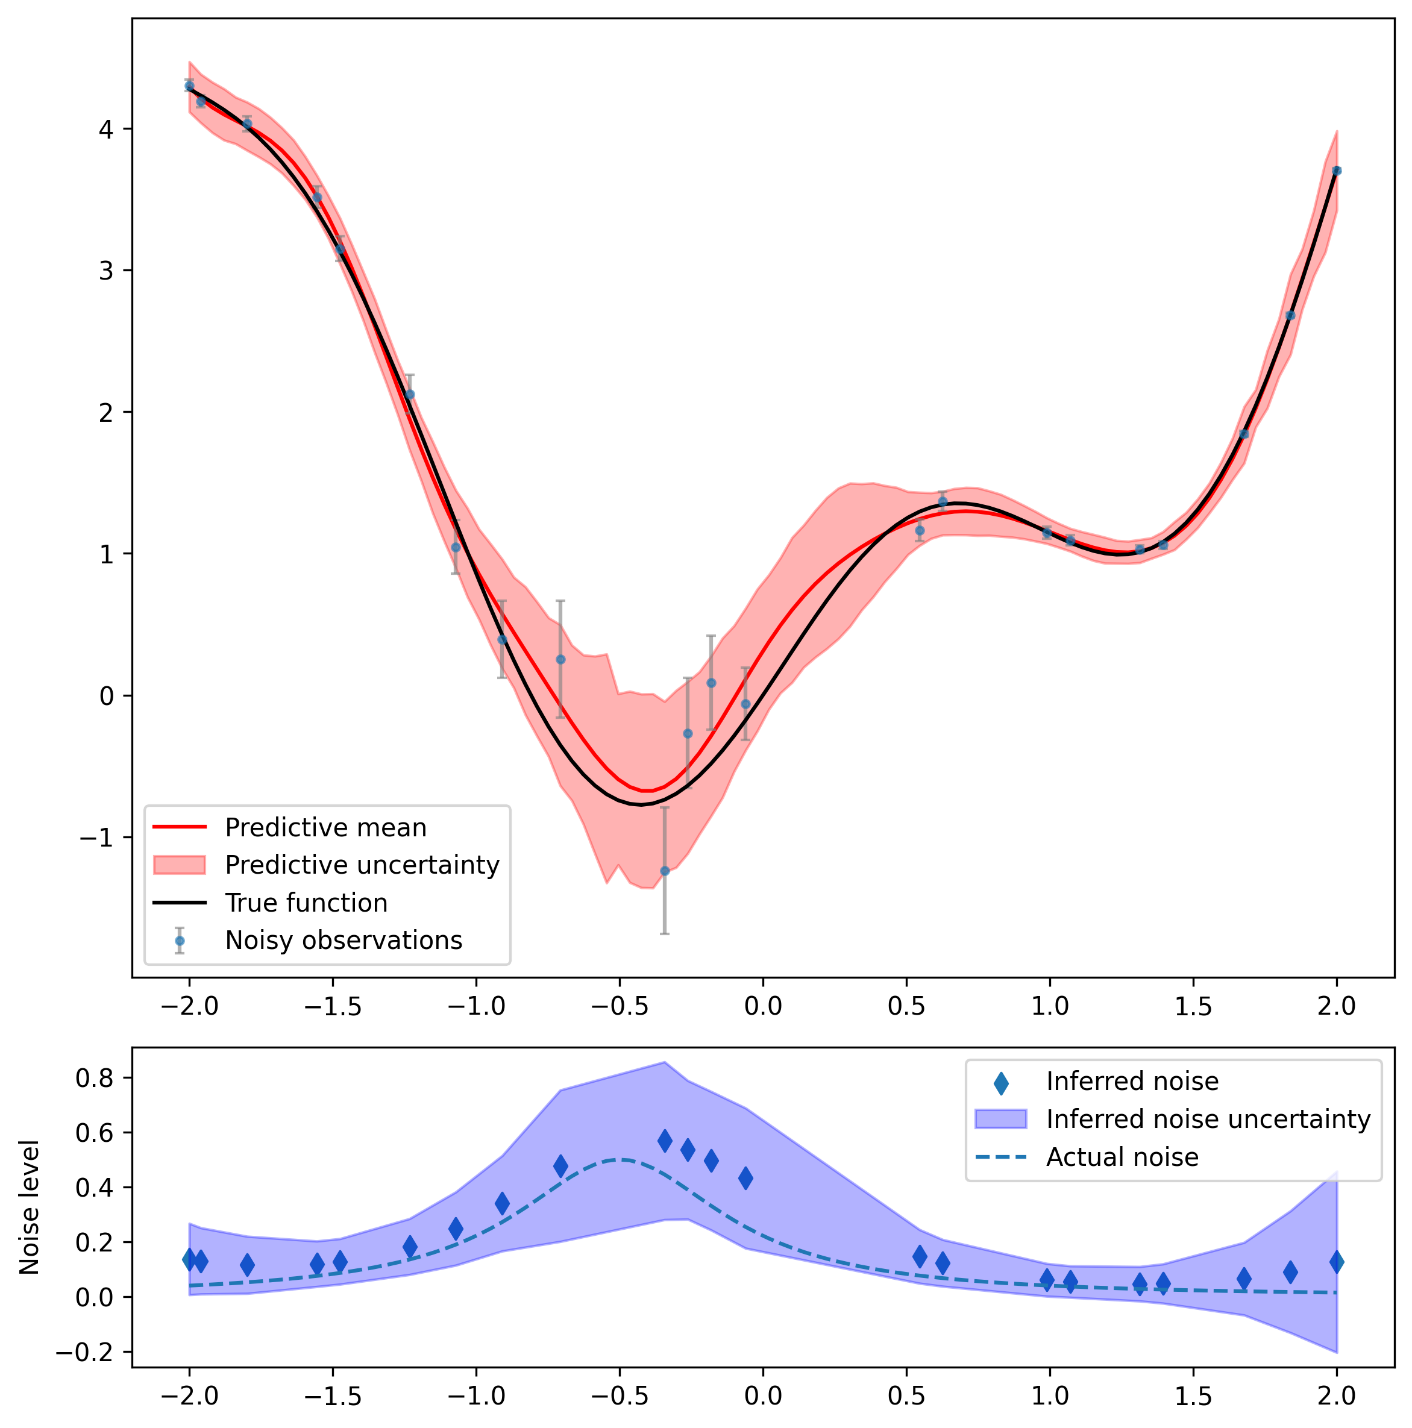 4
3
2
1
0
−1
Predictive mean
Predictive uncertainty
True function
Noisy observations
−2.0 −1.5 −1.0 −0.5 0.0 0.5 1.0 1.5 2.0
Noise level
0.8
0.6
0.4
0.2
0.0
−0.2
Inferred noise
Inferred noise uncertainty
Actual noise
−2.0 −1.5 −1.0 −0.5 0.0 0.5 1.0 1.5 2.0